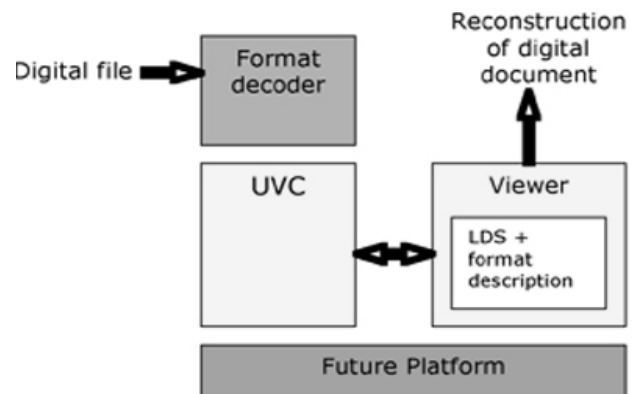 Reconstruction
of digital
document
Digital file
Format
decoder
UVC
Viewer
LDS +
format
description
Future Platform